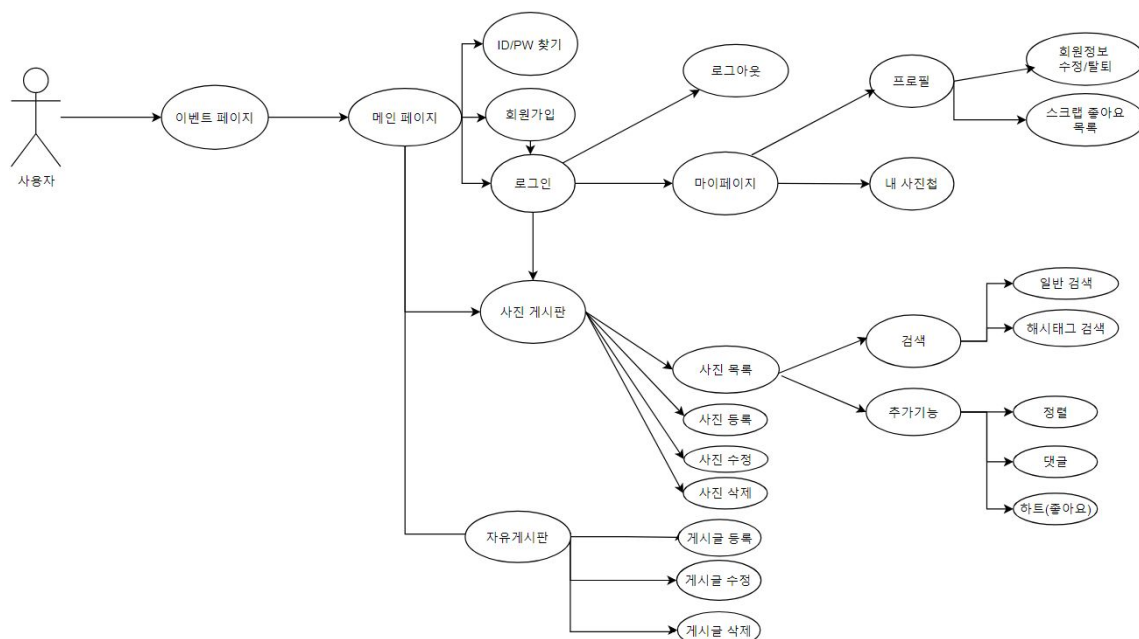 사용자
이벤트 페이지
메인 페이지
ID/PW 찾기
회원가입
로그인
로그아웃
마이페이지
프로필
회원정보
수정/탈퇴
스크랩 좋아요
목록
내 사진첩
사진 게시판
사진 목록
사진 등록
사진 수정
사진 삭제
검색
일반 검색
해시태그 검색
추가기능
정렬
댓글
하트(좋아요)
자유게시판
게시글 등록
게시글 수정
게시글 삭제